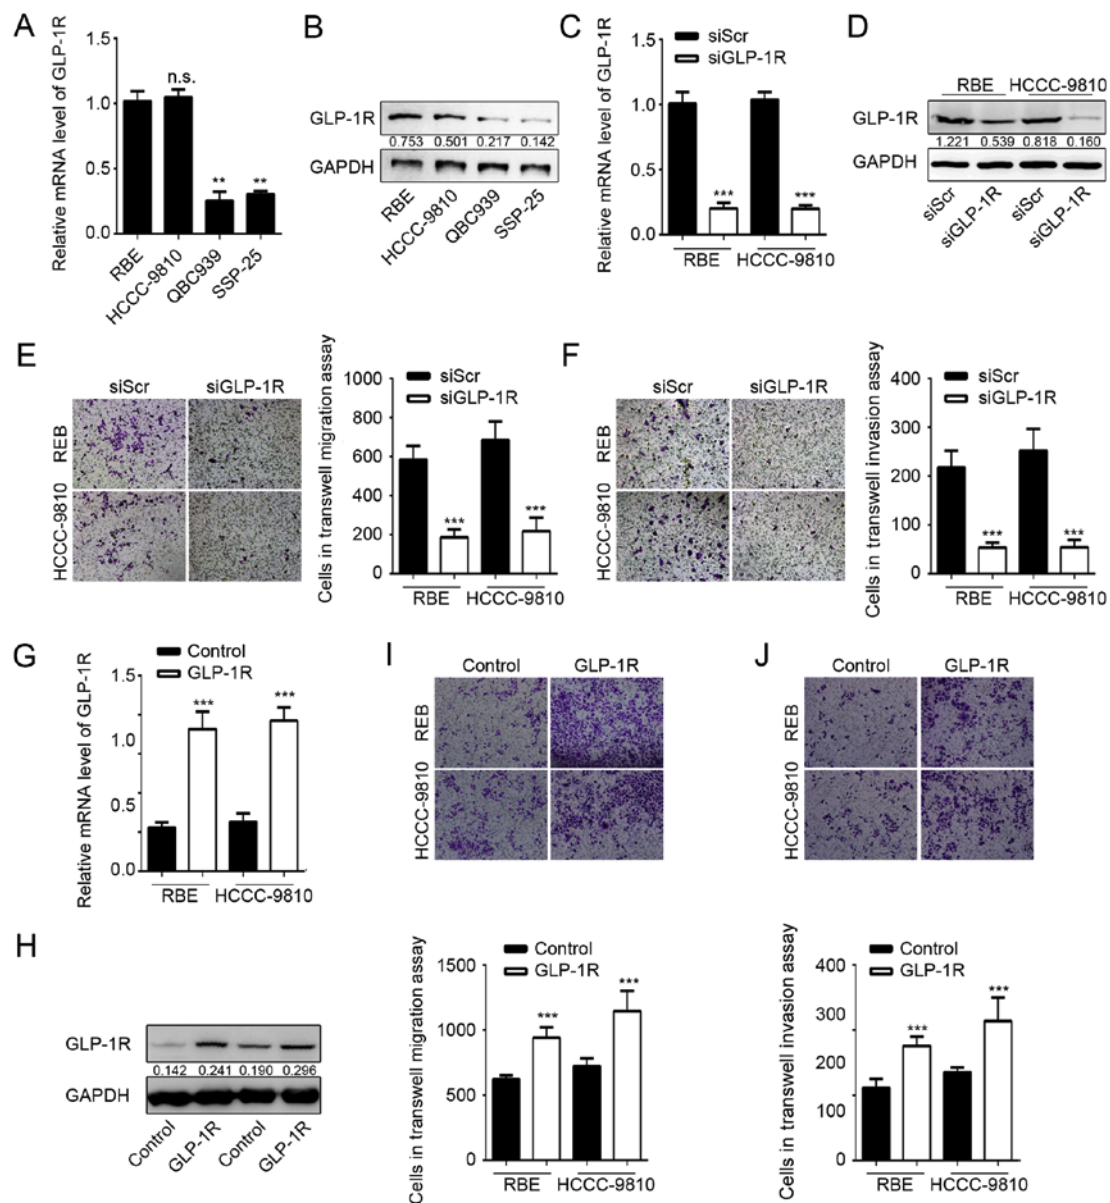 A
Relative mRNA level of GLP-1R
1.5
1.0
0.5
0.0
n.s.
**
**
RBE
HCCC-9810
QBC939
SSP-25
B
GLP-1R
0.753 0.501 0.217 0.142
GAPDH
RBE
HCCC-9810
QBC939
SSP-25
C
siScr
siGLP-1R
Relative mRNA level of GLP-1R
1.5
1.0
0.5
0.0
***
***
RBE HCCC-9810
D
RBE HCCC-9810
GLP-1R
1.221 0.539 0.818 0.160
GAPDH
siScr
siGLP-1R
siScr
siGLP-1R
E
siScr siGLP-1R
REB
HCCC-9810
Cells in transwell migration assay
1000
800
600
400
200
0
siScr
siGLP-1R
***
***
RBE HCCC-9810
F
siScr siGLP-1R
REB
HCCC-9810
Cells in transwell invasion assay
400
300
200
100
0
siScr
siGLP-1R
***
***
RBE HCCC-9810
G
Control
GLP-1R
Relative mRNA level of GLP-1R
1.5
1.0
0.5
0.0
***
***
RBE HCCC-9810
I
Control GLP-1R
REB
HCCC-9810
J
Control GLP-1R
REB
HCCC-9810
H
GLP-1R
0.142 0.241 0.190 0.296
GAPDH
Control
GLP-1R
Control
GLP-1R
Cells in transwell migration assay
1500
1000
500
0
Control
GLP-1R
***
***
RBE HCCC-9810
Cells in transwell invasion assay
400
300
200
100
0
Control
GLP-1R
***
***
RBE HCCC-9810